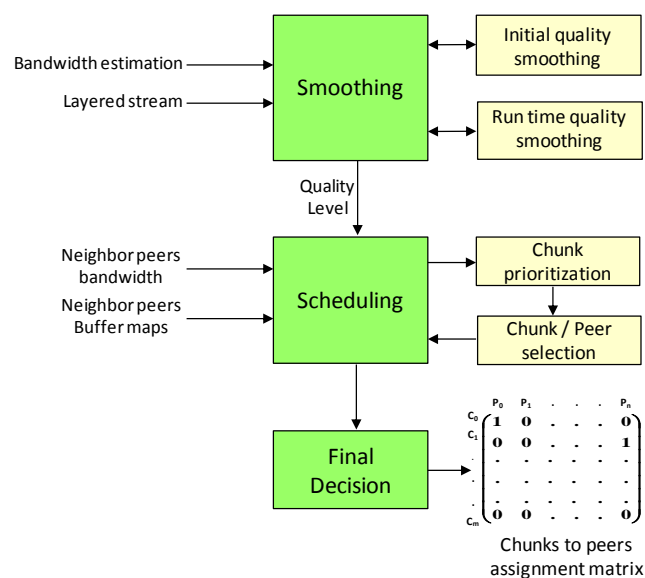 Initial quality
smoothing
Bandwidth estimation
Smoothing
Layered stream
Run time quality
smoothing
Quality
Level
Neighbor peers
bandwidth
Chunk
prioritization
Scheduling
Neighbor peers
Buffer maps
Chunk / Peer
selection
P0 P1 . . . Pn
C0 1 0 . . . 0
C1 0 0 . . . 1
. . . . . . .
. . . . . . .
. . . . . . .
Cm 0 0 . . . 0
Final
Decision
Chunks to peers
assignment matrix